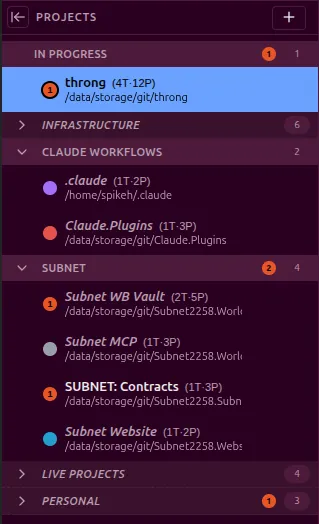 PROJECTS
IN PROGRESS 1 1
1 throng (4T·12P)
/data/storage/git/throng
INFRASTRUCTURE 6
CLAUDE WORKFLOWS 2
.claude (1T·2P)
/home/spikeh/.claude
Claude.Plugins (1T·3P)
/data/storage/git/Claude.Plugins
SUBNET 2 4
1 Subnet WB Vault (2T·5P)
/data/storage/git/Subnet2258.Worl
Subnet MCP (1T·3P)
/data/storage/git/Subnet2258.Worl
1 SUBNET: Contracts (1T·3P)
/data/storage/git/Subnet2258.Subn
Subnet Website (1T·2P)
/data/storage/git/Subnet2258.Webs
LIVE PROJECTS 4
PERSONAL 1 3